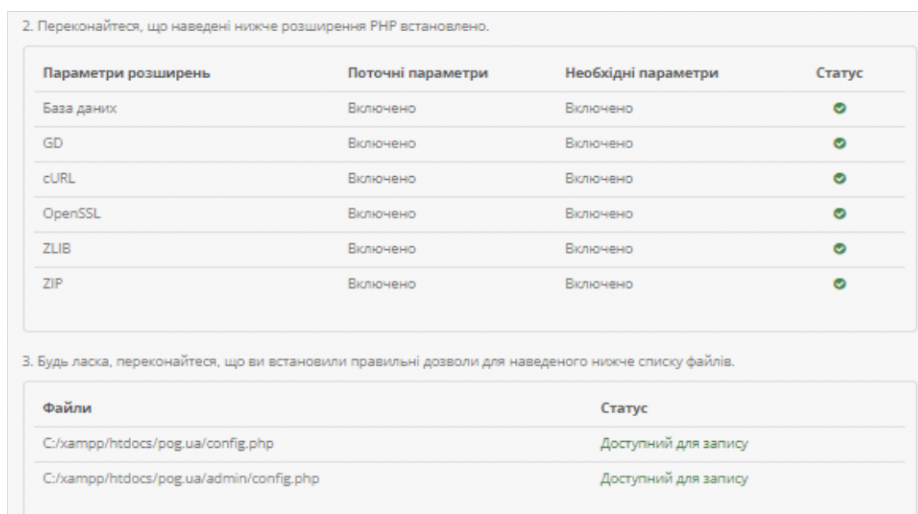 2. Переконайтеся, що наведені нижче розширення PHP встановлено.
Параметри розширень Поточні параметри Необхідні параметри Статус
База даних Включено Включено
GD Включено Включено
cURL Включено Включено
OpenSSL Включено Включено
ZLIB Включено Включено
ZIP Включено Включено
3. Будь ласка, переконайтеся, що ви встановили правильні дозволи для наведеного нижче списку файлів.
Файли Статус
C:/xampp/htdocs/pog.ua/config.php Доступний для запису
C:/xampp/htdocs/pog.ua/admin/config.php Доступний для запису